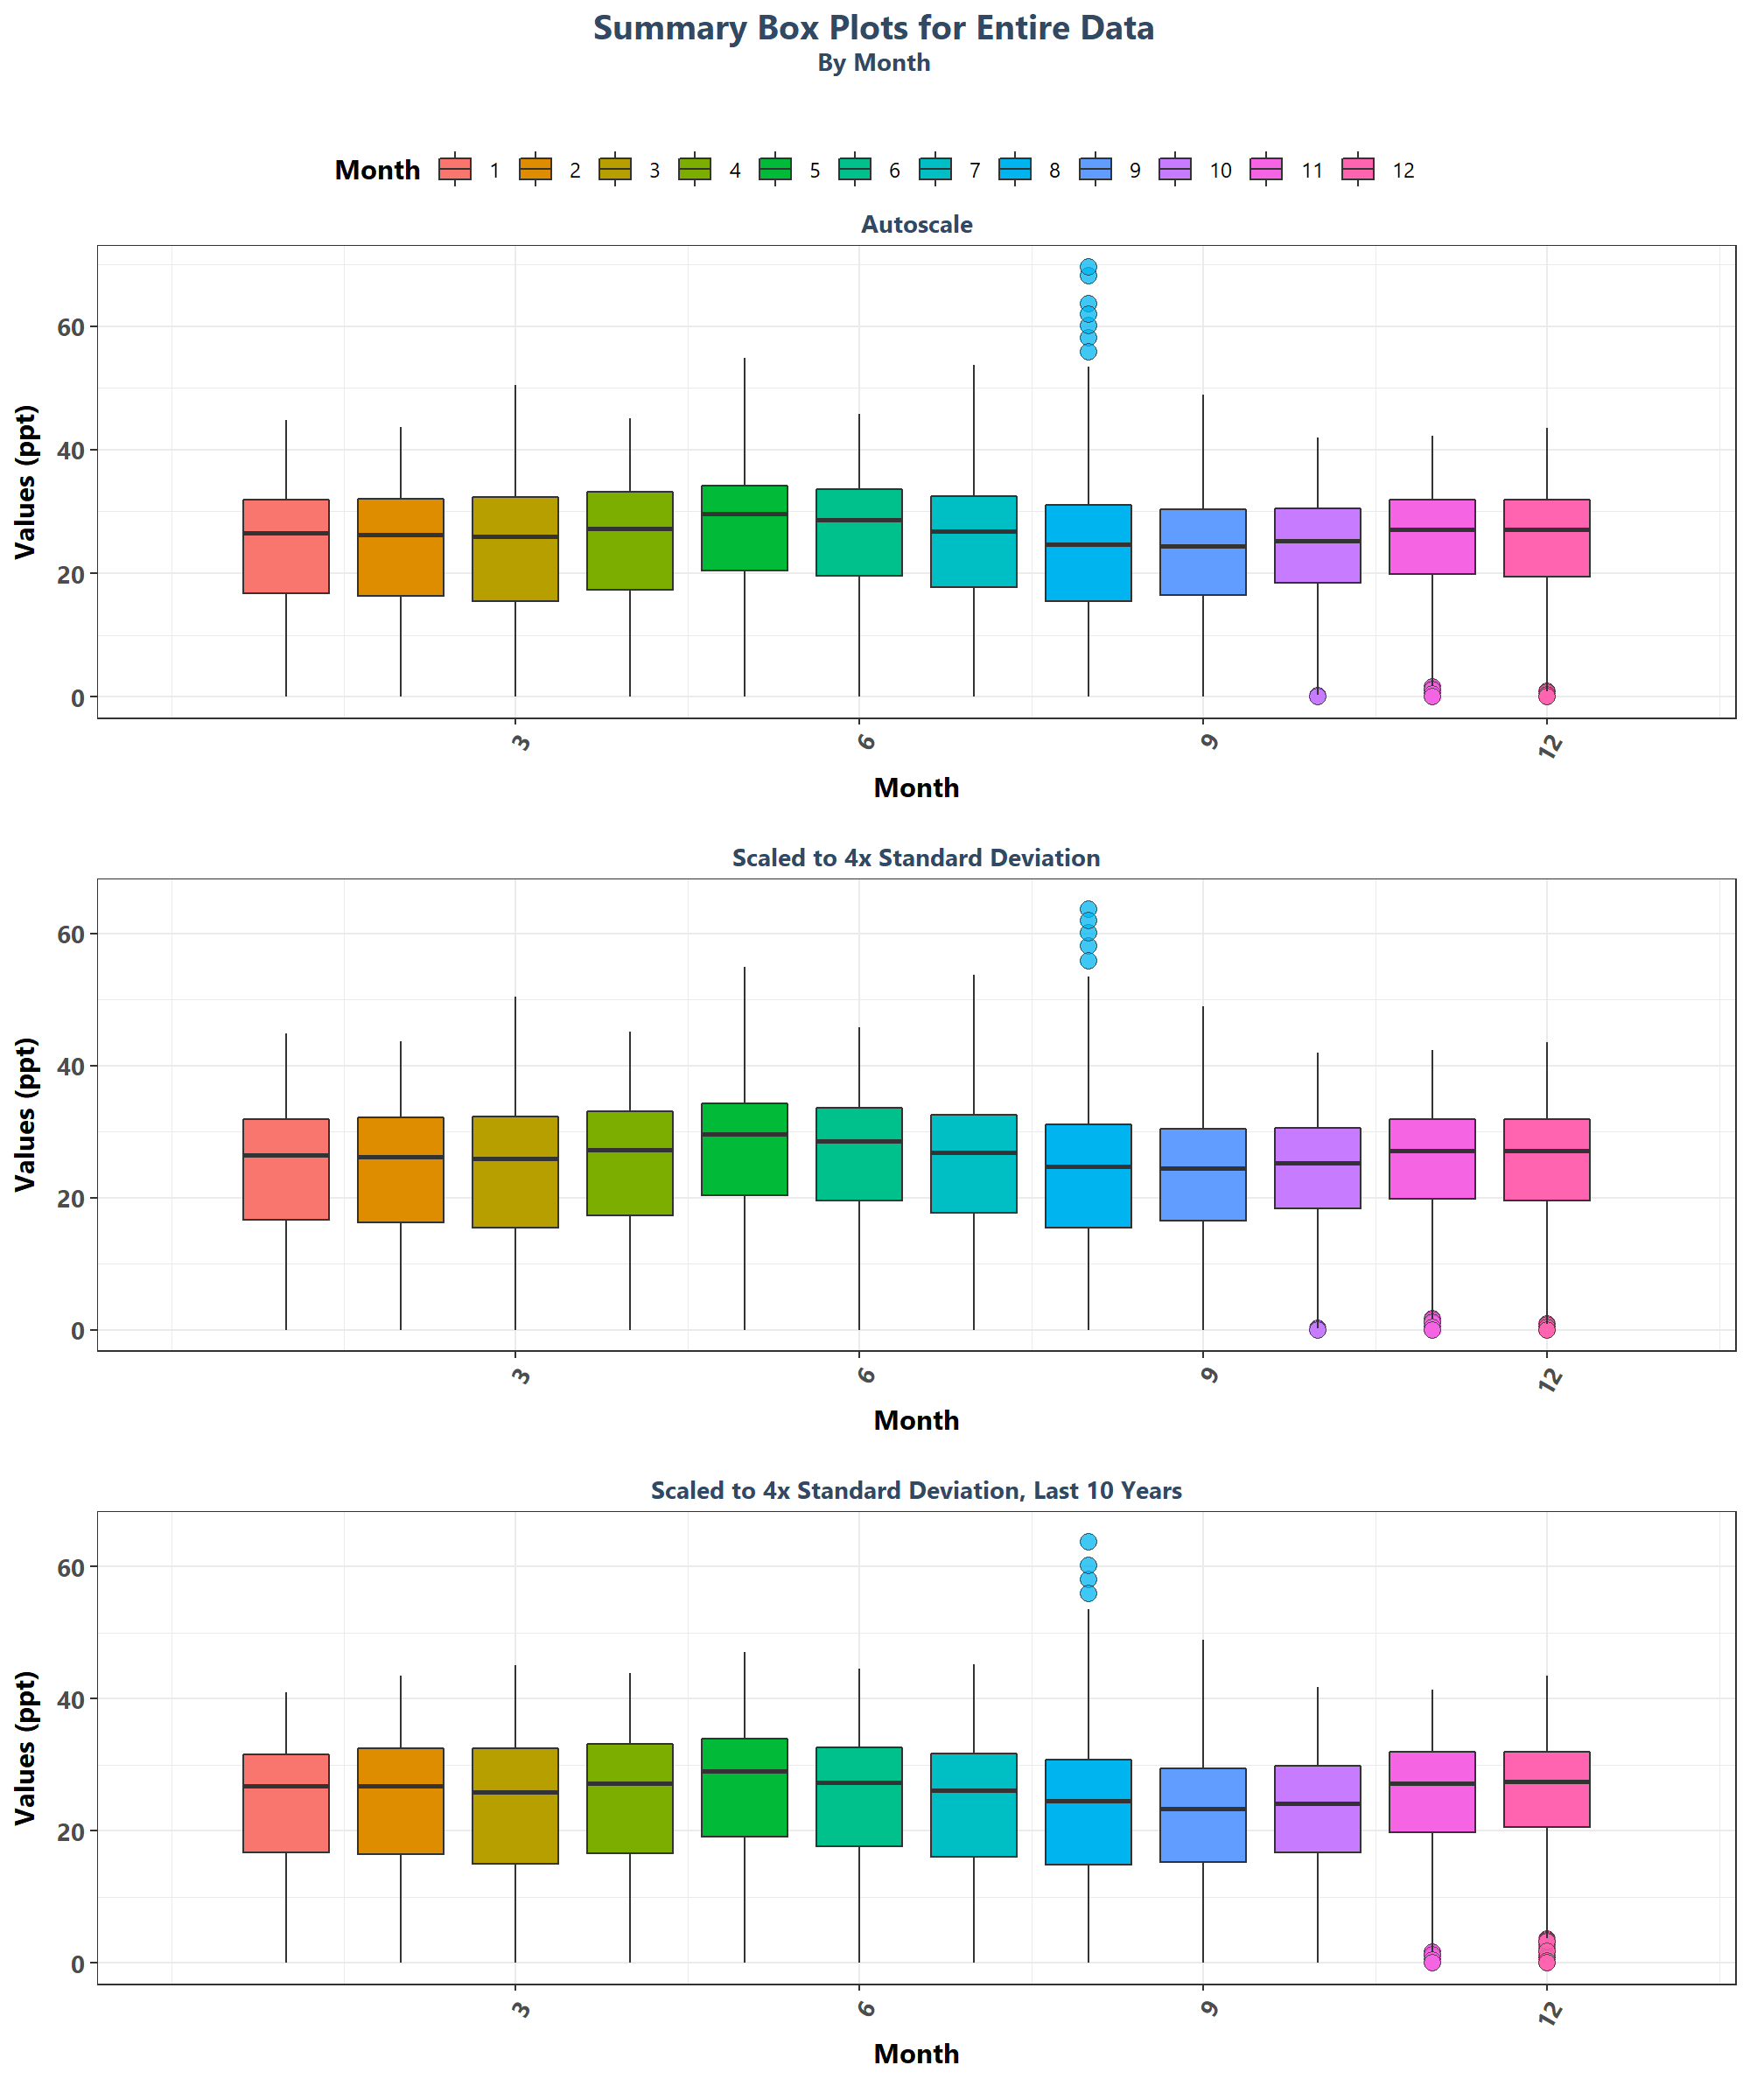 Summary Box Plots for Entire Data
By Month
Month 1 2 3 4 5 6 7 8 9 10 11 12
Autoscale
Values (ppt)
60
40
20
0
3 6 9 12
Month
Scaled to 4x Standard Deviation
Values (ppt)
60
40
20
0
3 6 9 12
Month
Scaled to 4x Standard Deviation, Last 10 Years
Values (ppt)
60
40
20
0
3 6 9 12
Month